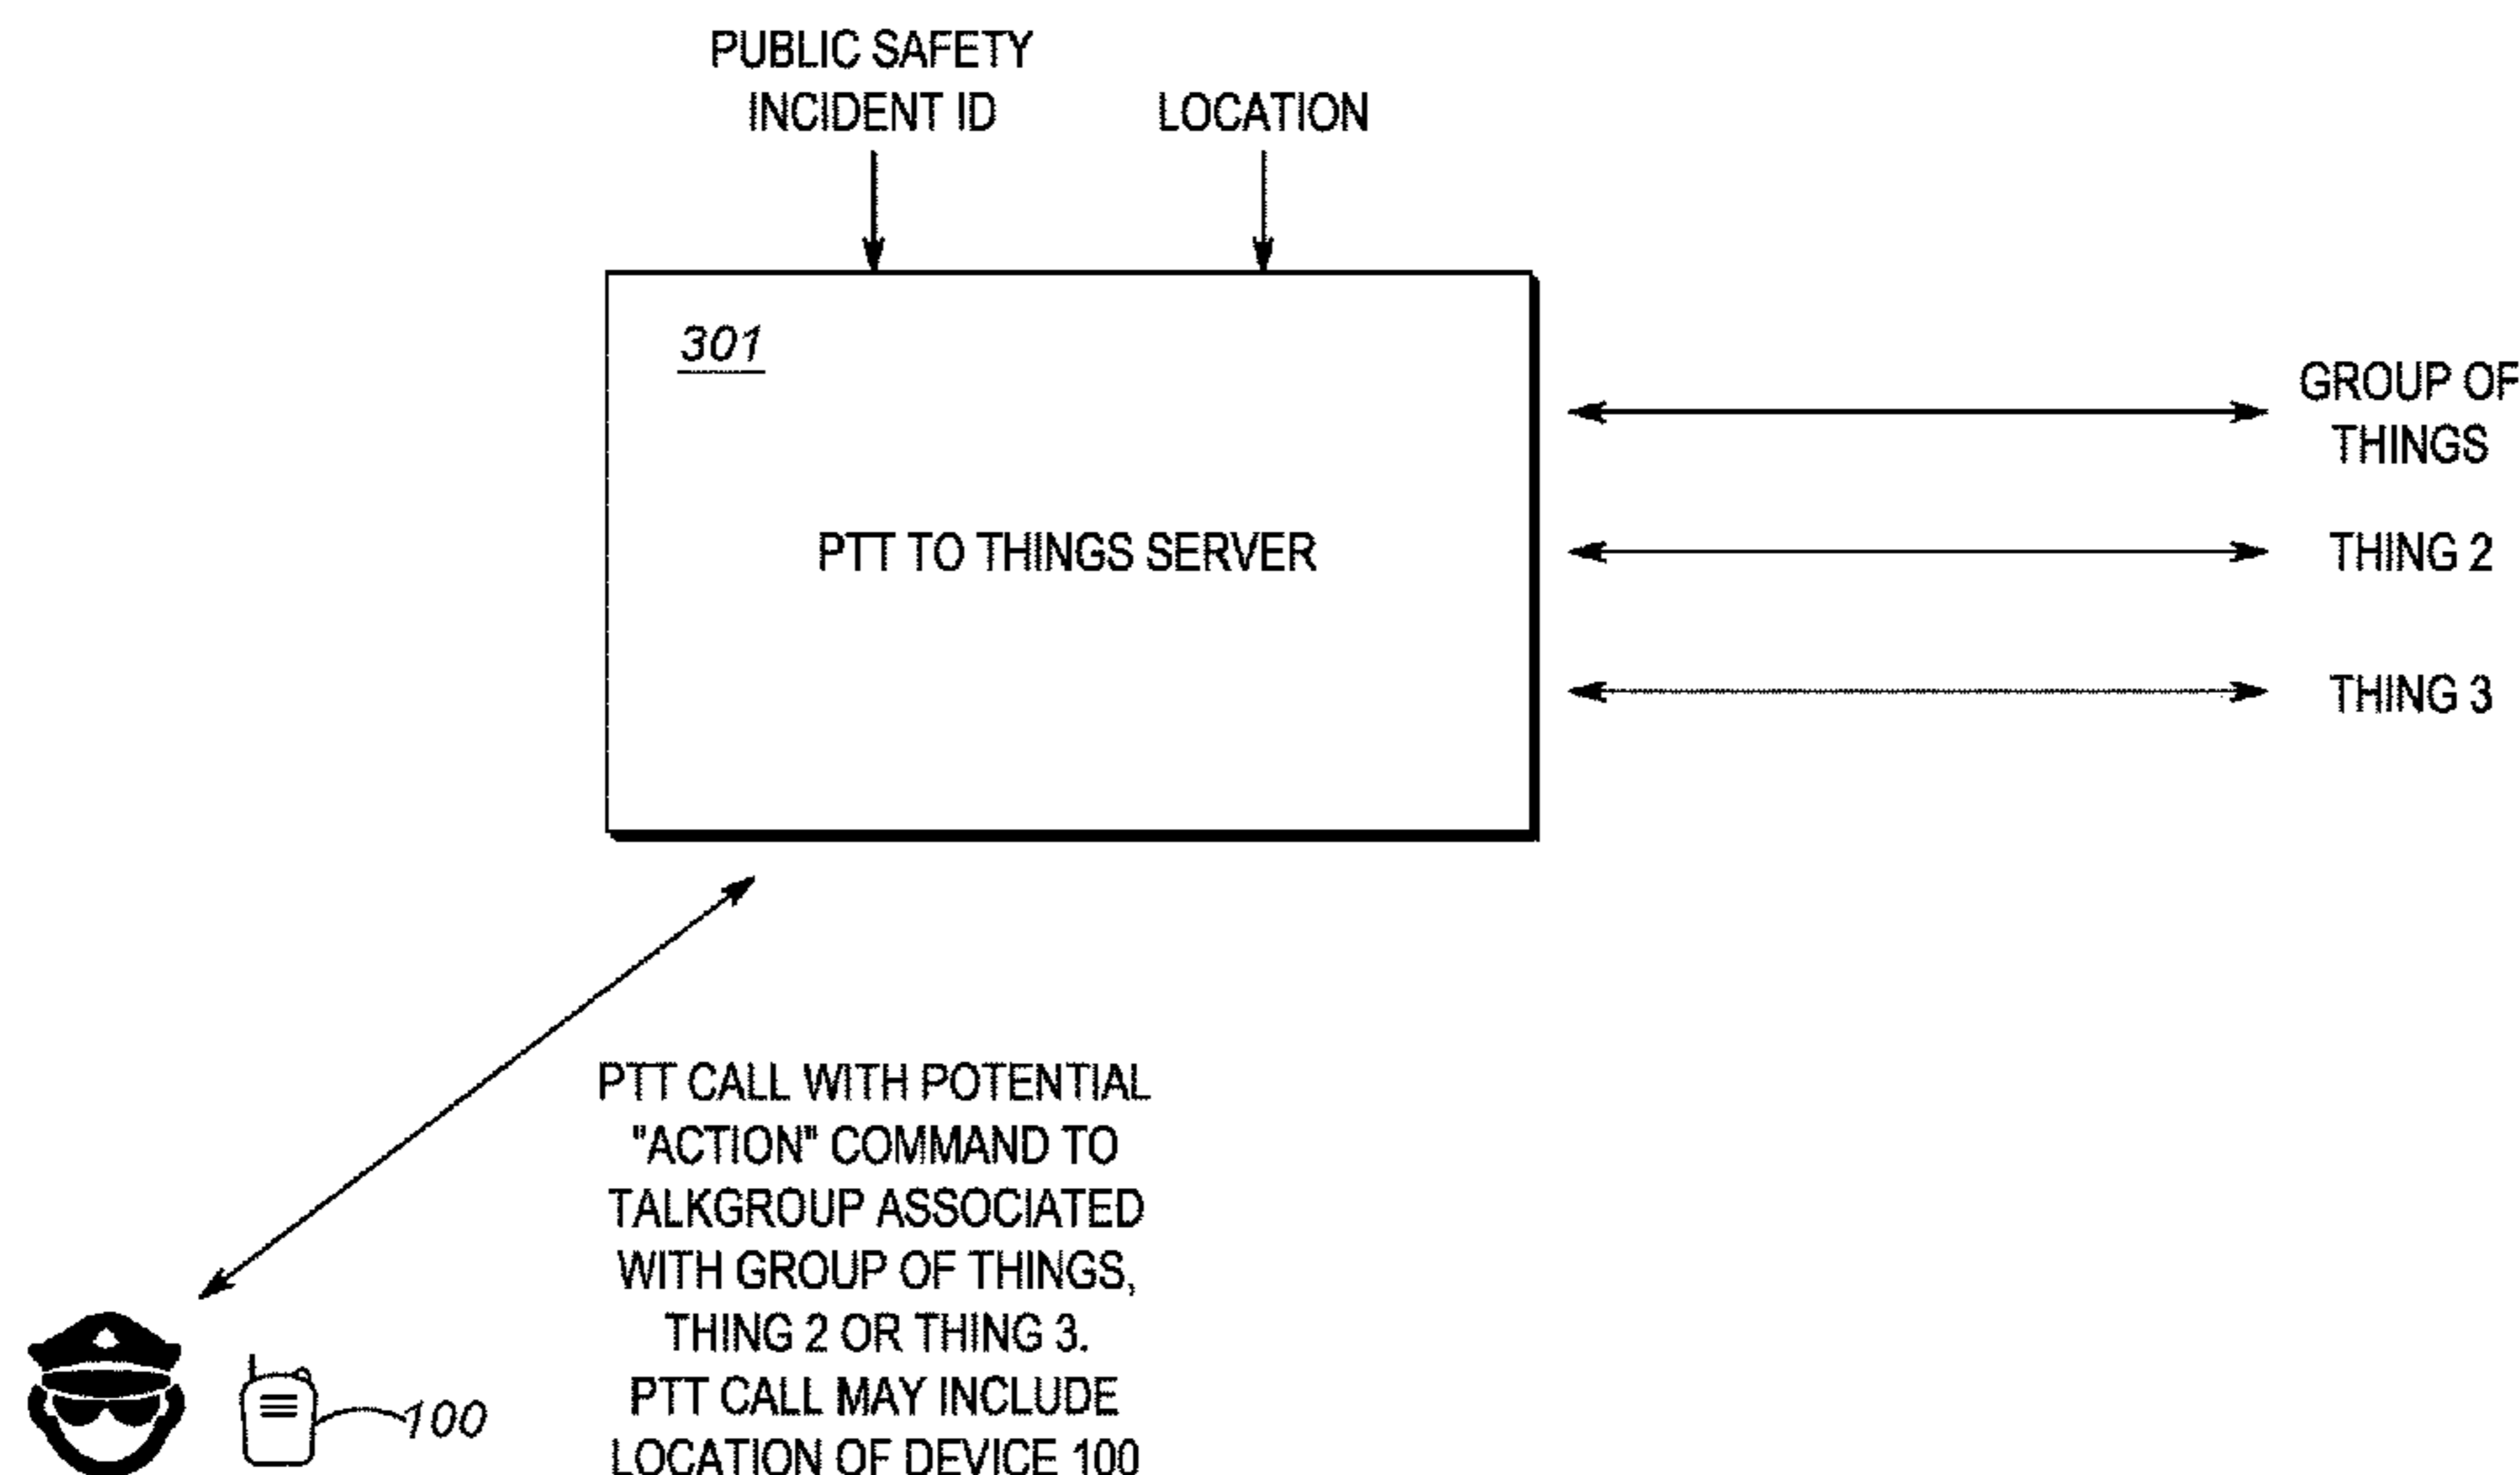 PUBLIC SAFETY
INCIDENT ID
LOCATION
301
PTT TO THINGS SERVER
GROUP OF
THINGS
THING 2
THING 3
PTT CALL WITH POTENTIAL
"ACTION" COMMAND TO
TALKGROUP ASSOCIATED
WITH GROUP OF THINGS,
THING 2 OR THING 3.
PTT CALL MAY INCLUDE
LOCATION OF DEVICE 100
100